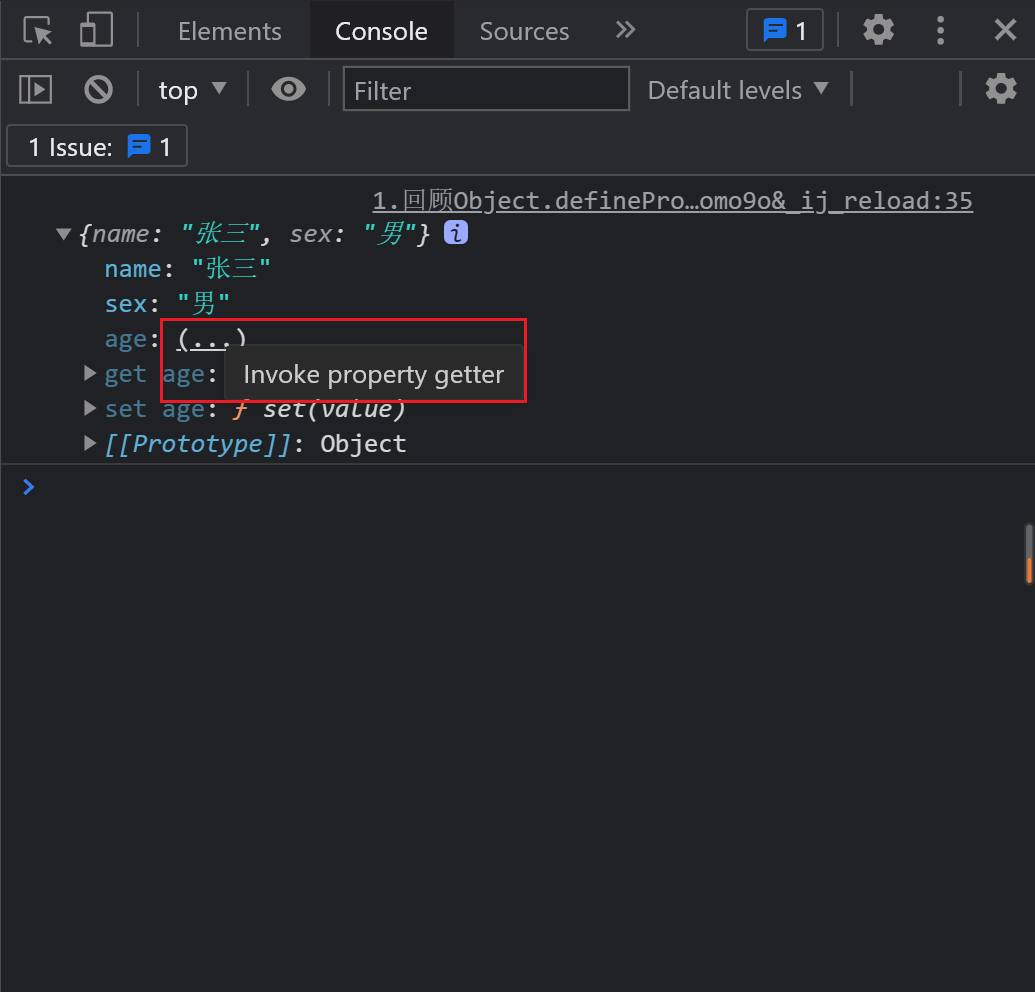 Elements Console Sources 1
top Filter Default levels
1 Issue: 1
1.回顾Object.definePro…omo9o&_ij_reload:35
{name: "张三", sex: "男"} i
name: "张三"
sex: "男"
age: (...)
get age:
Invoke property getter
set age: ƒ set(value)
[[Prototype]]: Object